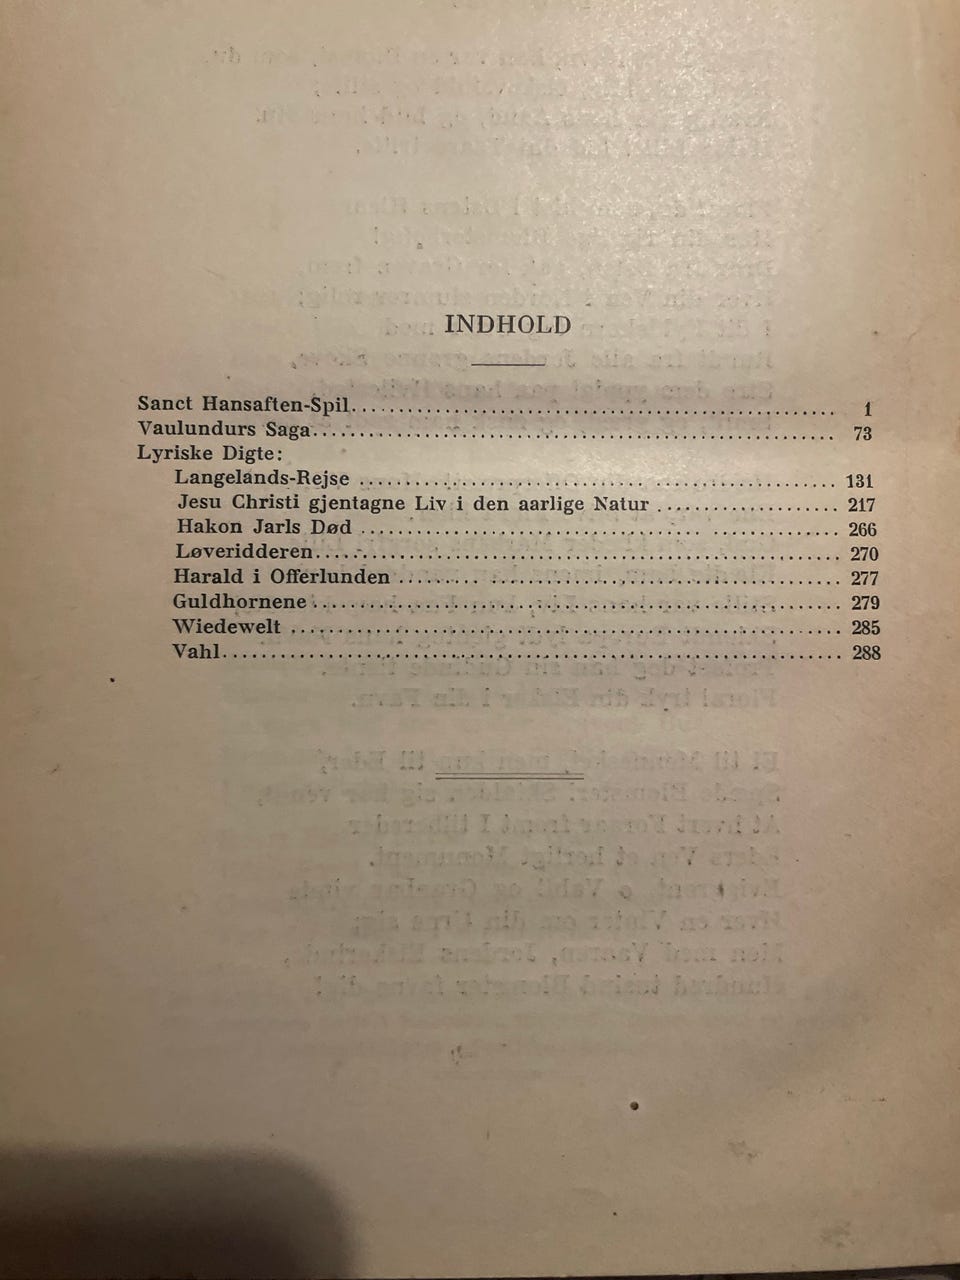 INDHOLD
Sanct Hansaften-Spil........................................ 1
Vaulundurs Saga........................................ 73
Lyriske Digte:
Langelands-Rejse ........................................ 131
Jesu Christi gjentagne Liv i den aarlige Natur ............... 217
Hakon Jarls Død ........................................ 266
Løveridderen........................................ 270
Harald i Offerlunden ........................................ 277
Guldhornene........................................ 279
Wiedewelt ........................................ 285
Vahl........................................ 288